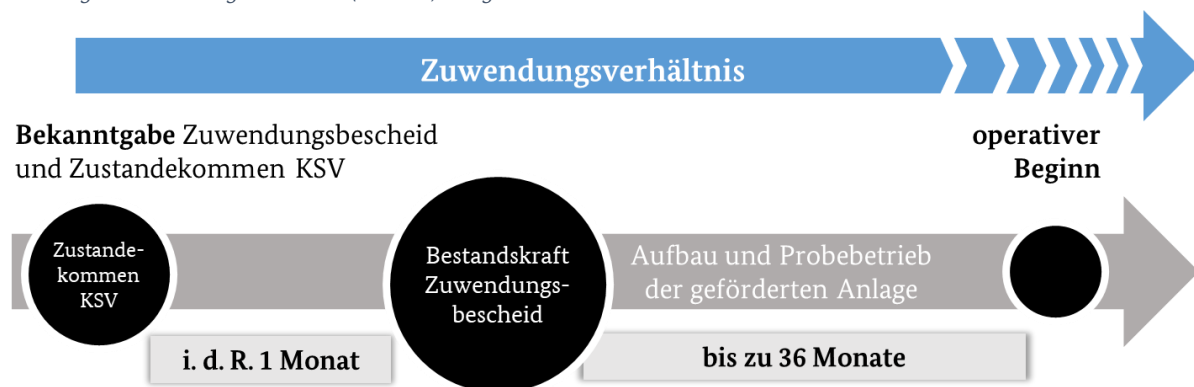 Zuwendungsverhältnis
Bekanntgabe Zuwendungsbescheid
und Zustandekommen KSV
operativer
Beginn
Zustande-
kommen
KSV
Bestandskraft
Zuwendungs-
bescheid
Aufbau und Probebetrieb
der geförderten Anlage
i. d. R. 1 Monat
bis zu 36 Monate